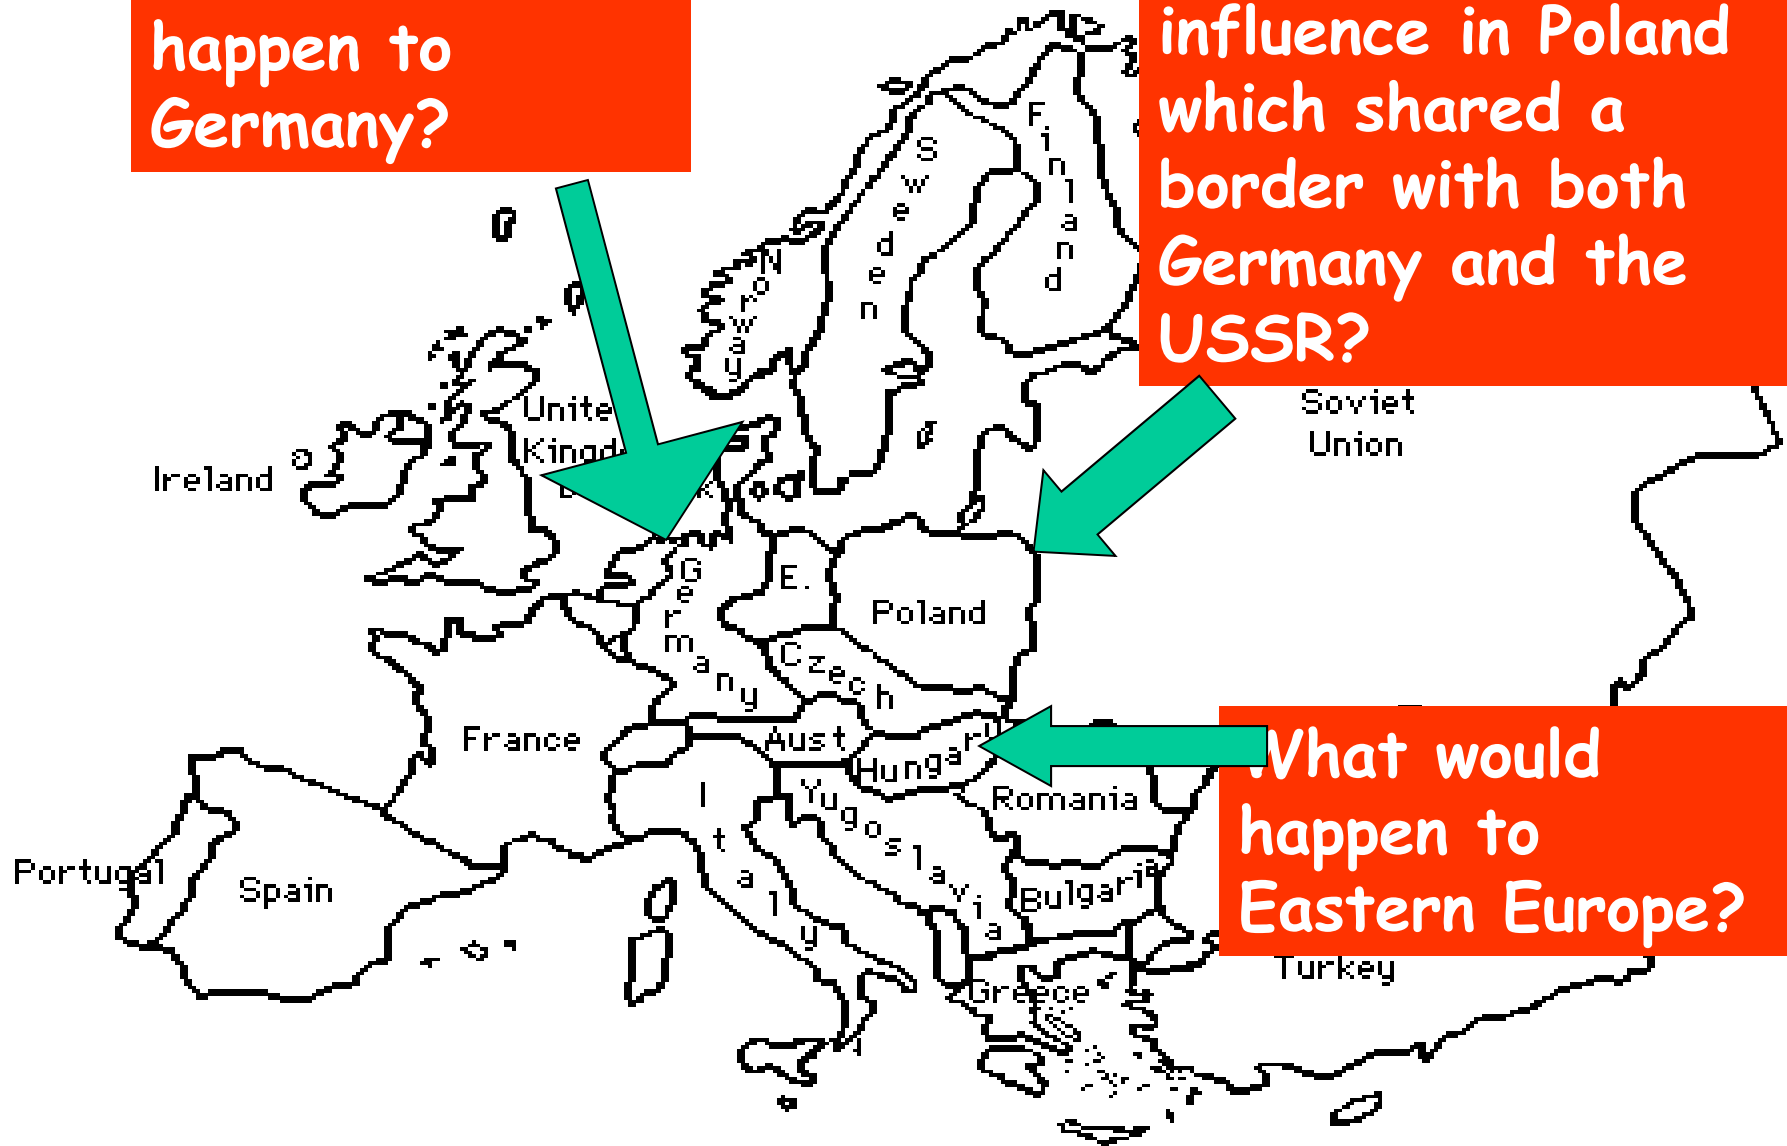 happen to
Germany?
influence in Poland
which shared a
border with both
Germany and the
USSR?
Finland
Sweden
Norway
Soviet
Union
Unite
Kingd
Ireland
Germany
E.
Poland
Czech
France
Aust
Hungary
What would
happen to
Eastern Europe?
Yugoslavia
Romania
Italy
Portugal
Spain
Bulgaria
Turkey
Greece